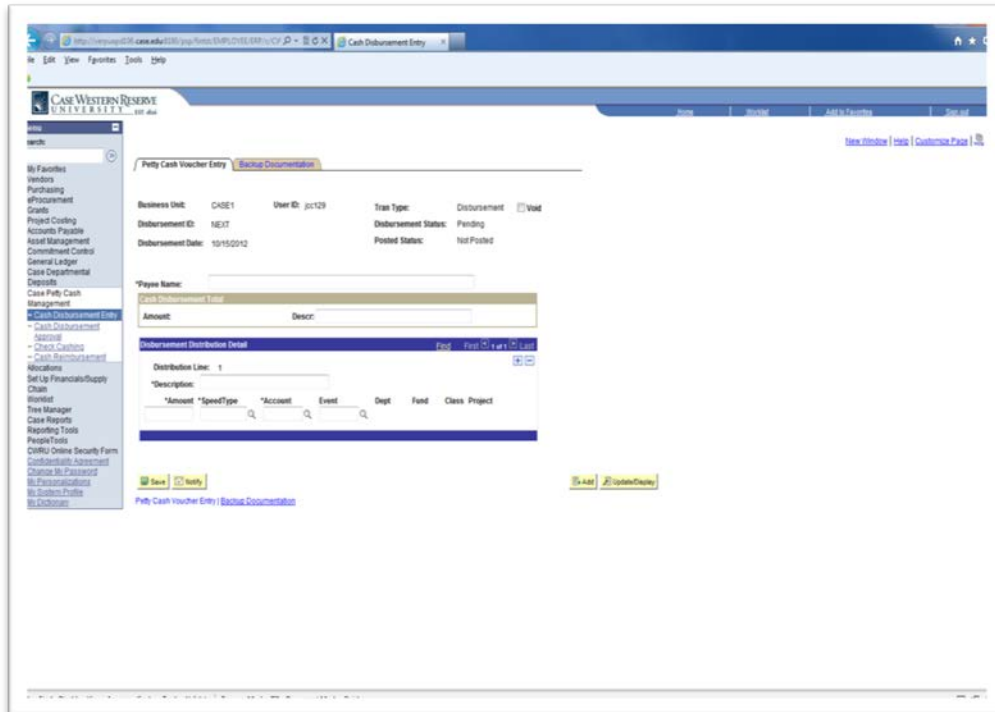 case.edu
Cash Disbursement Entry X
Edit View Favorites Tools Help
CASE WESTERN RESERVE
UNIVERSITY EST. 1826
Home Worklist Add to Favorites Sign out
New Window | Help | Customize Page |
My Favorites
Vendors
Purchasing
eProcurement
Grants
Project Costing
Accounts Payable
Asset Management
Commitment Control
General Ledger
Case Departmental
Deposits
Case Petty Cash
Management
– Cash Disbursement Entry
– Cash Disbursement
Approval
– Check Cashing
– Cash Reimbursement
Allocations
Set Up Financials/Supply
Chain
Worklist
Tree Manager
Case Reports
Reporting Tools
PeopleTools
CWRU Online Security Form
Confidentiality Agreement
Change My Password
My Personalizations
My System Profile
My Dictionary
Petty Cash Voucher Entry Backup Documentation
Business Unit: CASE1 User ID: jcc129 Tran Type: Disbursement Void
Disbursement ID: NEXT Disbursement Status: Pending
Disbursement Date: 10/15/2012 Posted Status: Not Posted
*Payee Name:
Cash Disbursement Total
Amount: Descr:
Disbursement Distribution Detail Find First 1 of 1 Last
Distribution Line: 1
*Description:
*Amount *SpeedType *Account Event Dept Fund Class Project
Save Notify Add Update/Display
Petty Cash Voucher Entry | Backup Documentation